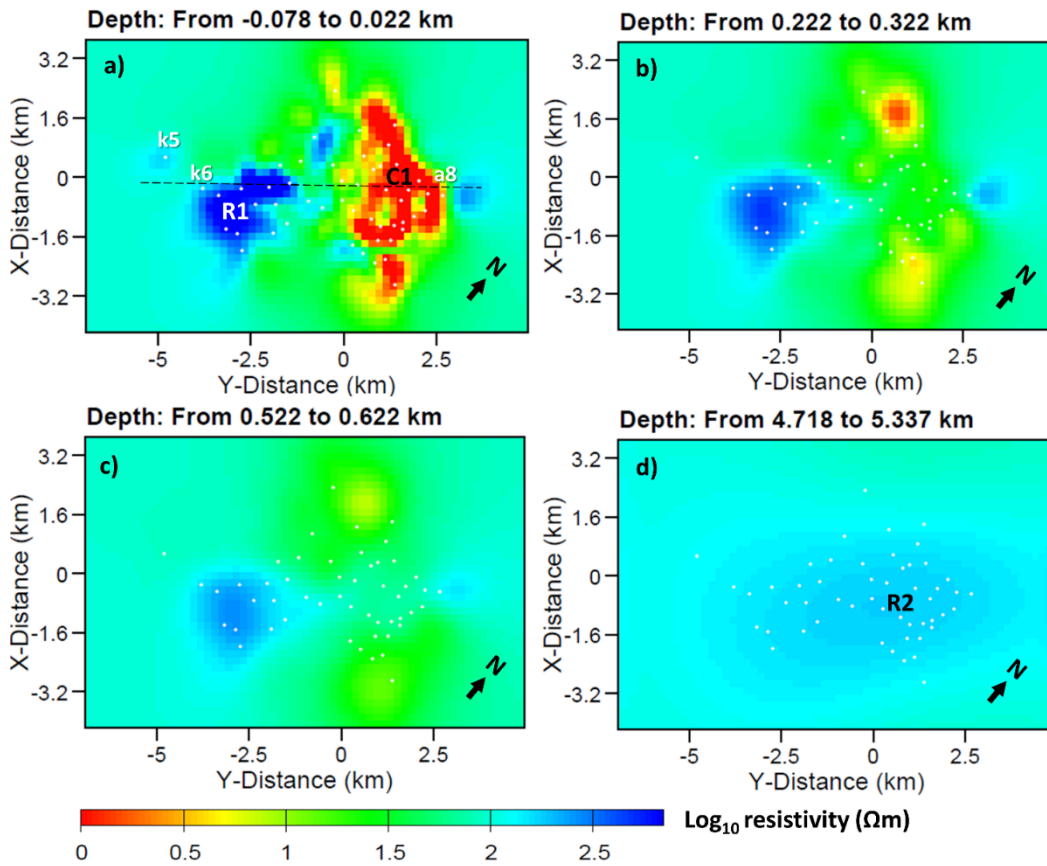 Depth: From -0.078 to 0.022 km
Depth: From 0.222 to 0.322 km
a)
b)
X-Distance (km)
3.2
1.6
0
-1.6
-3.2
k5
k6
R1
C1
a8
N
-5
-2.5
0
2.5
Y-Distance (km)
X-Distance (km)
3.2
1.6
0
-1.6
-3.2
N
-5
-2.5
0
2.5
Y-Distance (km)
Depth: From 0.522 to 0.622 km
Depth: From 4.718 to 5.337 km
c)
d)
X-Distance (km)
3.2
1.6
0
-1.6
-3.2
N
-5
-2.5
0
2.5
Y-Distance (km)
X-Distance (km)
3.2
1.6
0
-1.6
-3.2
R2
N
-5
-2.5
0
2.5
Y-Distance (km)
Log₁₀ resistivity (Ωm)
0 0.5 1 1.5 2 2.5